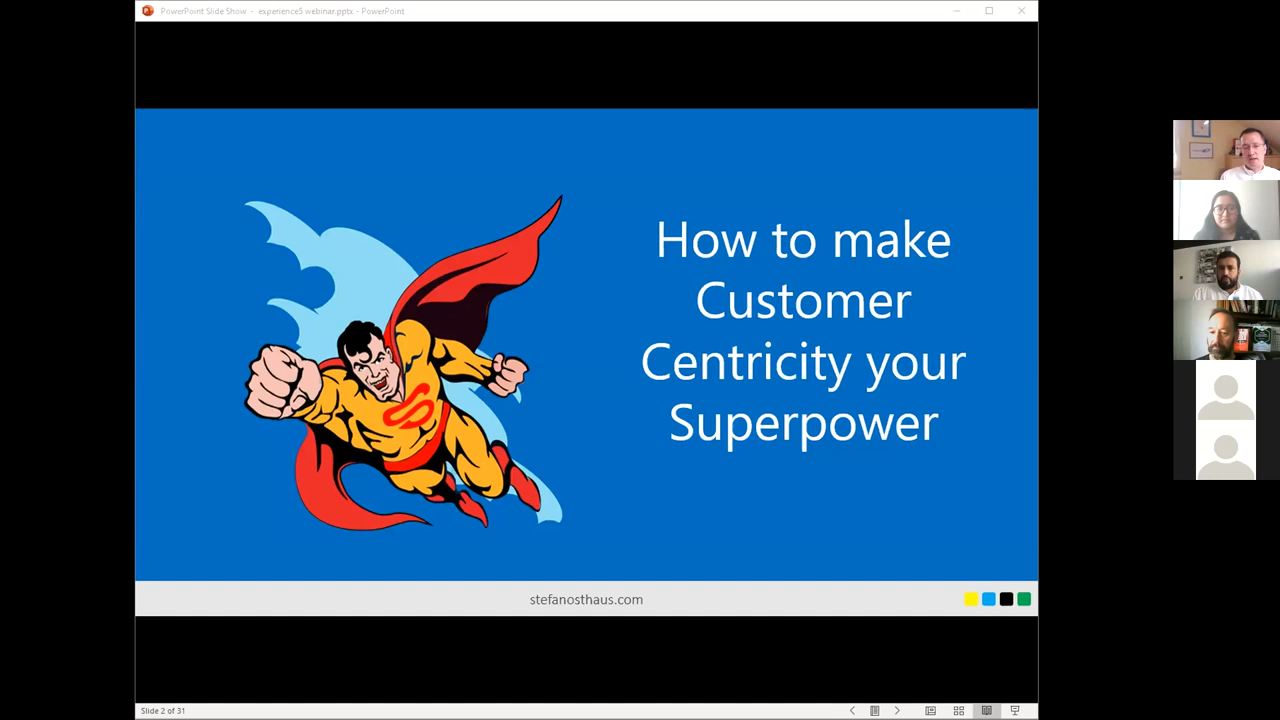 PowerPoint Slide Show - experience5 webinar.pptx - PowerPoint
How to make
Customer
Centricity your
Superpower
stefanosthaus.com
Slide 2 of 31